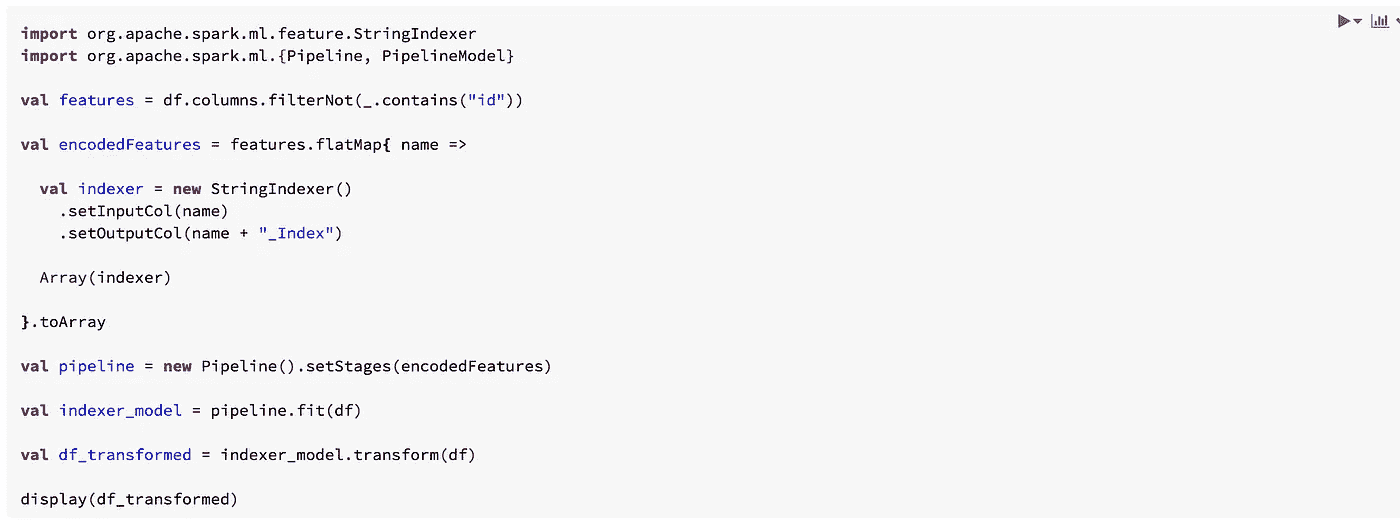 import org.apache.spark.ml.feature.StringIndexer
import org.apache.spark.ml.{Pipeline, PipelineModel}
val features = df.columns.filterNot(_.contains("id"))
val encodedFeatures = features.flatMap{ name =>
val indexer = new StringIndexer()
.setInputCol(name)
.setOutputCol(name + "_Index")
Array(indexer)
}.toArray
val pipeline = new Pipeline().setStages(encodedFeatures)
val indexer_model = pipeline.fit(df)
val df_transformed = indexer_model.transform(df)
display(df_transformed)